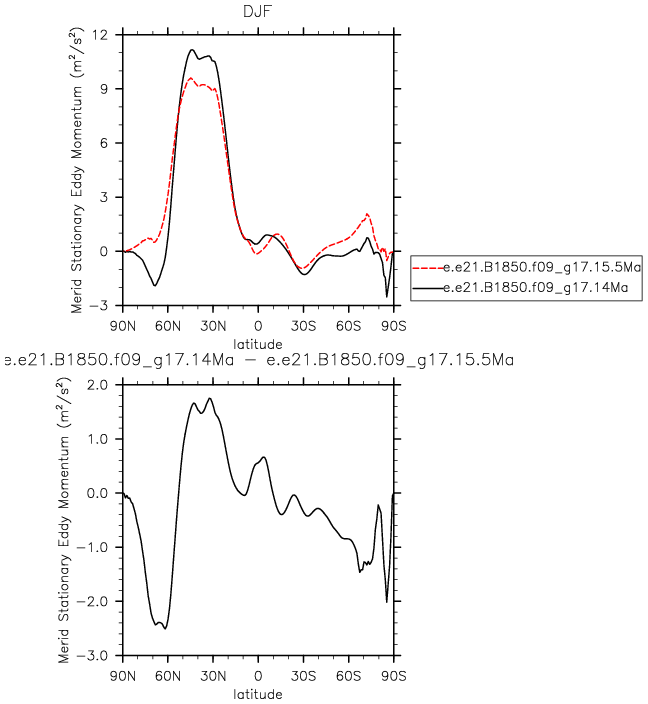 DJF
Merid Stationary Eddy Momentum (m²/s²)
12
9
6
3
0
−3
90N 60N 30N 0 30S 60S 90S
latitude
e.e21.B1850.f09_g17.15.5Ma
e.e21.B1850.f09_g17.14Ma
e.e21.B1850.f09_g17.14Ma − e.e21.B1850.f09_g17.15.5Ma
Merid Stationary Eddy Momentum (m²/s²)
2.0
1.0
0.0
−1.0
−2.0
−3.0
90N 60N 30N 0 30S 60S 90S
latitude